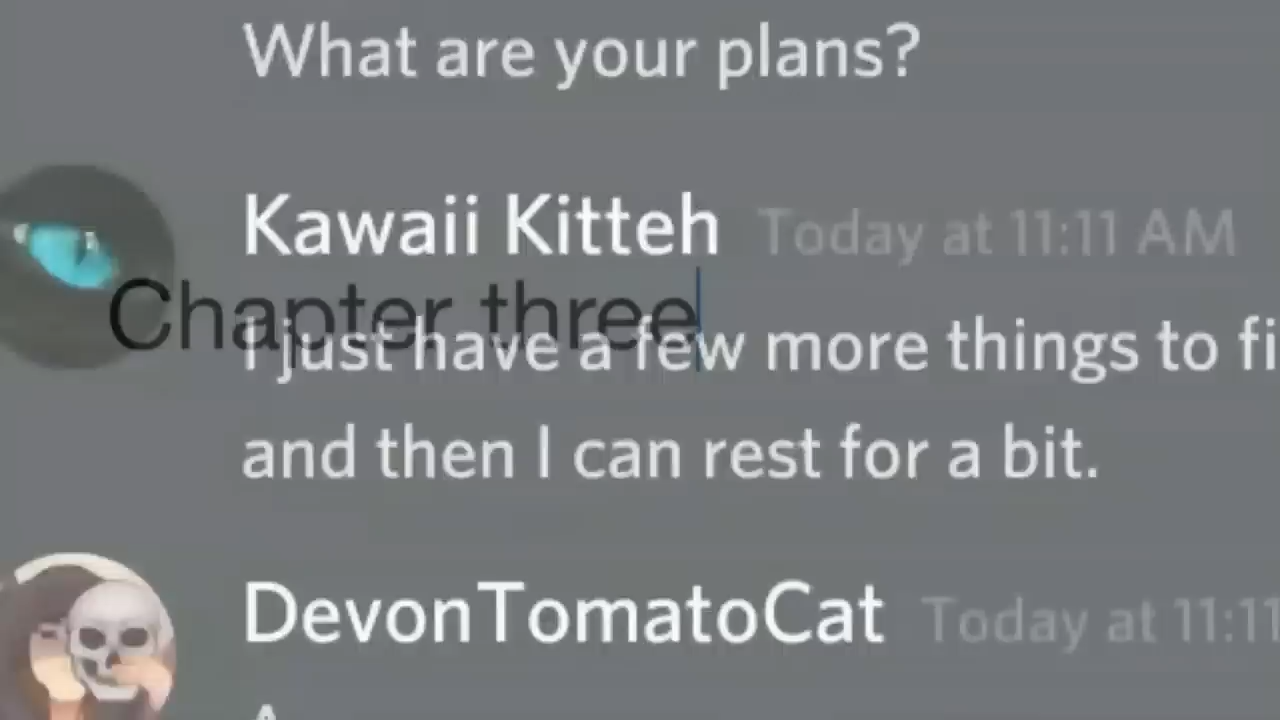 What are your plans?
Kawaii Kitteh Today at 11:11 AM
Chapter three
I just have a few more things to fi
and then I can rest for a bit.
DevonTomatoCat Today at 11:11